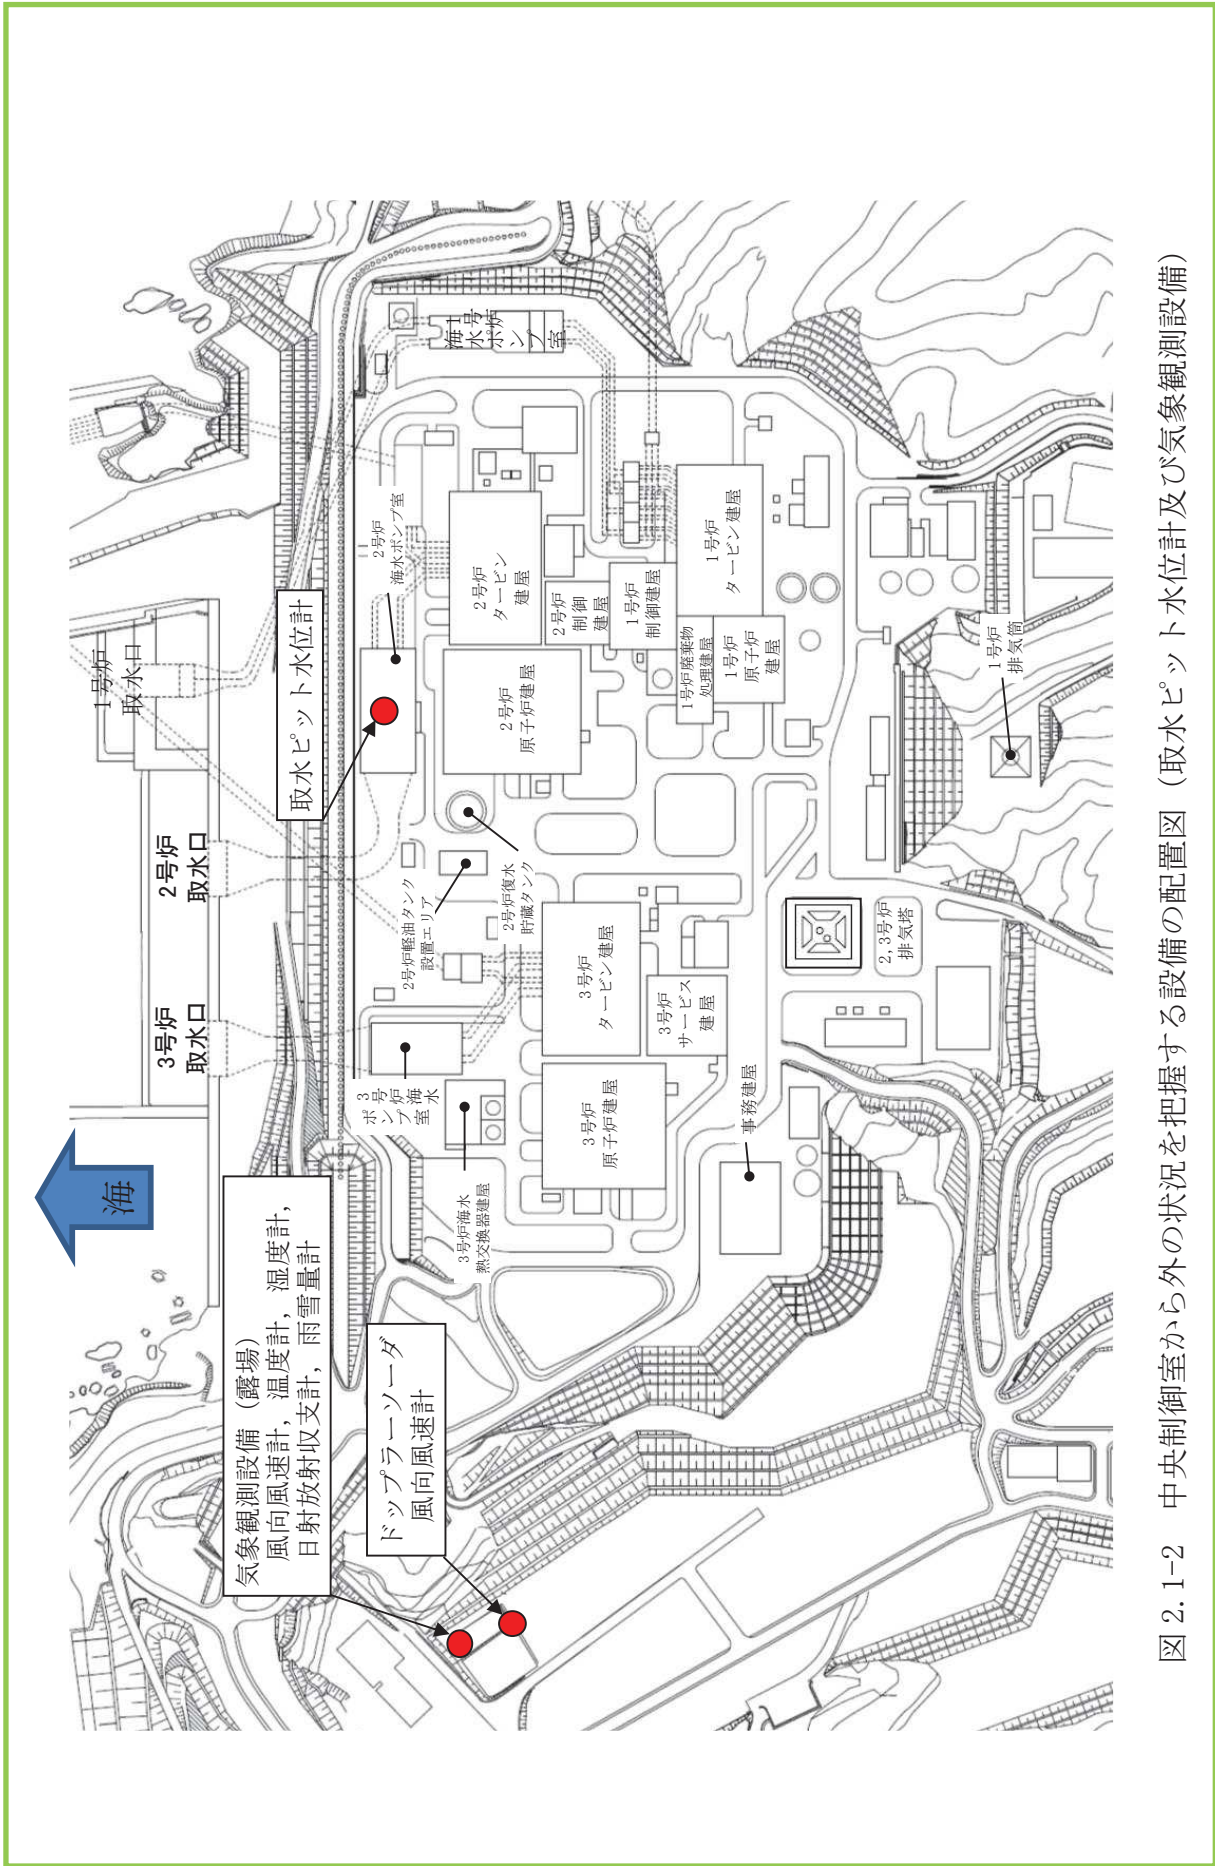 海
気象観測設備（露場）
風向風速計，温度計，湿度計，
日射放射収支計，雨雪量計
ドップラーソーダ
風向風速計
3号炉
取水口
2号炉
取水口
1号炉
取水口
取水ピット水位計
3号炉海水
ポンプ室
3号炉海水
熱交換器建屋
2号炉軽油タンク
設置エリア
2号炉復水
貯蔵タンク
2号炉
海水ポンプ室
1号炉
海水ポンプ室
3号炉
原子炉建屋
3号炉
タービン建屋
3号炉
サービス
建屋
2号炉
原子炉建屋
2号炉
タービン
建屋
2号炉
制御
建屋
1号炉
制御建屋
1号炉廃棄物
処理建屋
1号炉
原子炉
建屋
1号炉
タービン建屋
事務建屋
2,3号炉
排気塔
1号炉
排気筒
図 2.1-2　中央制御室から外の状況を把握する設備の配置図（取水ピット水位計及び気象観測設備）